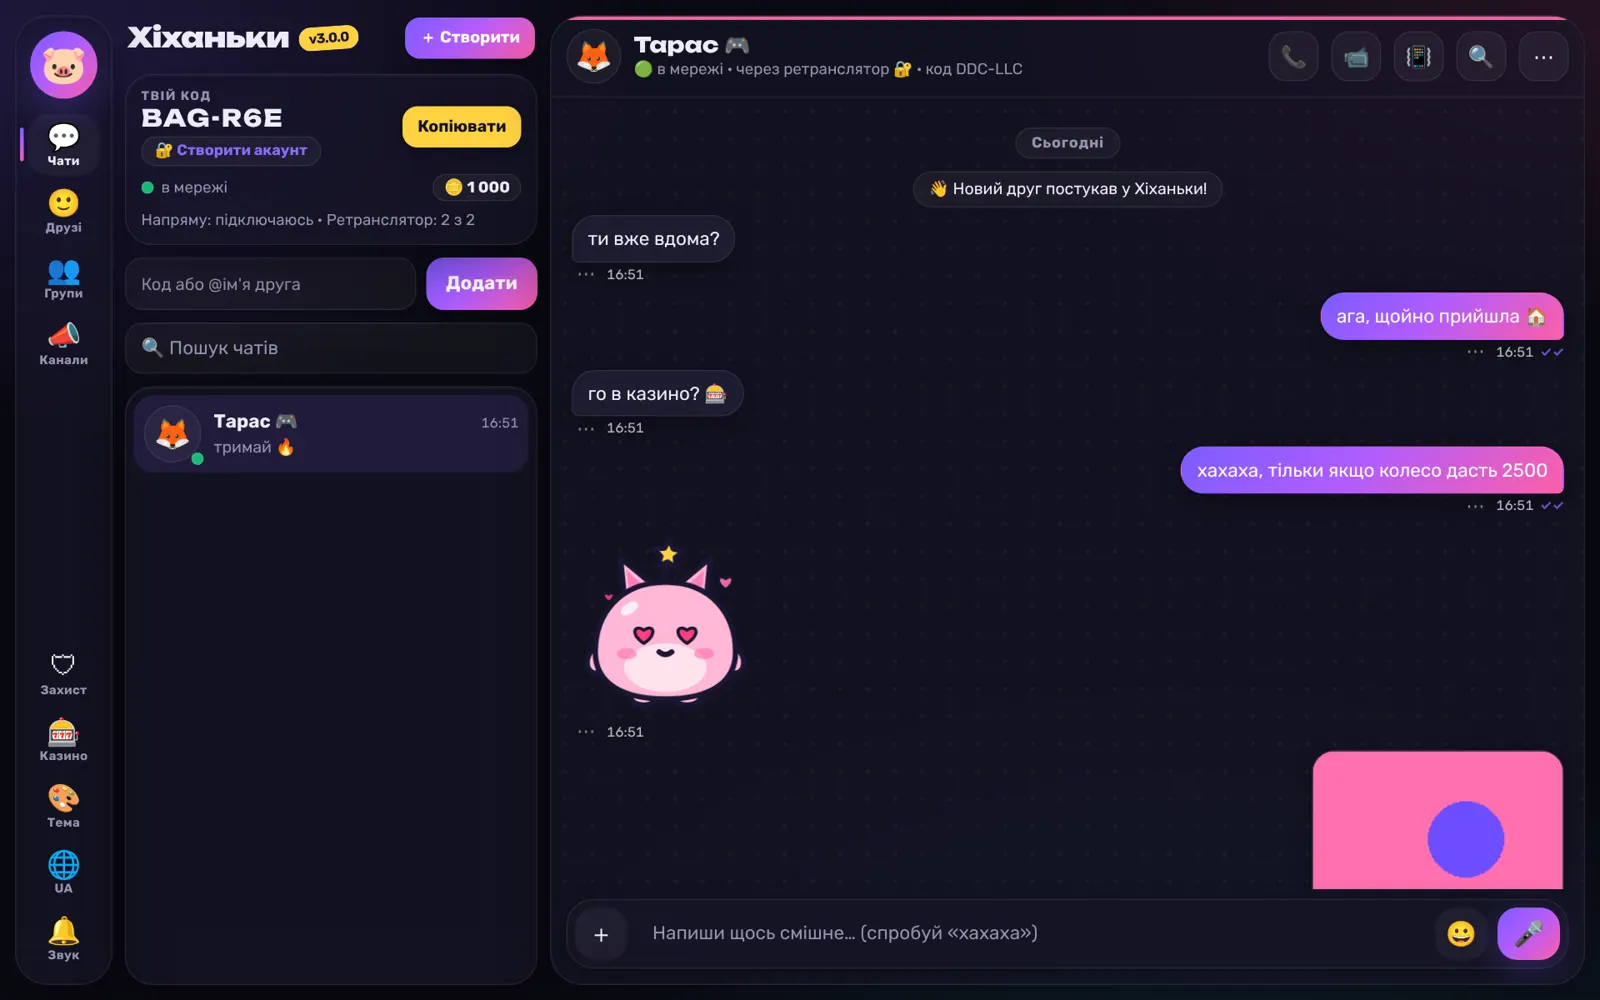 Чати
Друзі
Групи
Канали
Захист
Казино
Тема
UA
Звук
Хіханьки v3.0.0
+ Створити
ТВІЙ КОД
BAG-R6E
Створити акаунт
Копіювати
в мережі
1 000
Напряму: підключаюсь • Ретранслятор: 2 з 2
Код або @ім'я друга
Додати
Пошук чатів
Тарас 16:51
тримай
Тарас
в мережі • через ретранслятор • код DDC-LLC
Сьогодні
Новий друг постукав у Хіханьки!
ти вже вдома?
16:51
ага, щойно прийшла
16:51
го в казино?
16:51
хахаха, тільки якщо колесо дасть 2500
16:51
16:51
Напиши щось смішне... (спробуй «хахаха»)